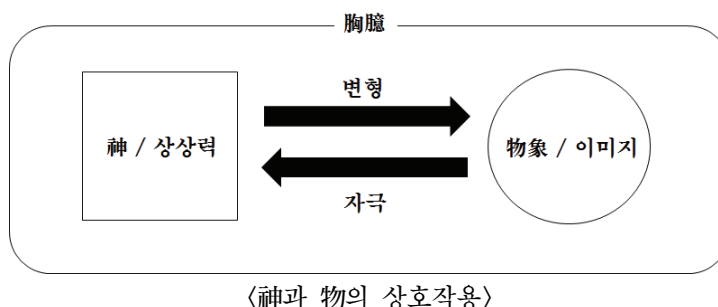 胸臆
변형
神 / 상상력
物象 / 이미지
자극
〈神과 物의 상호작용〉